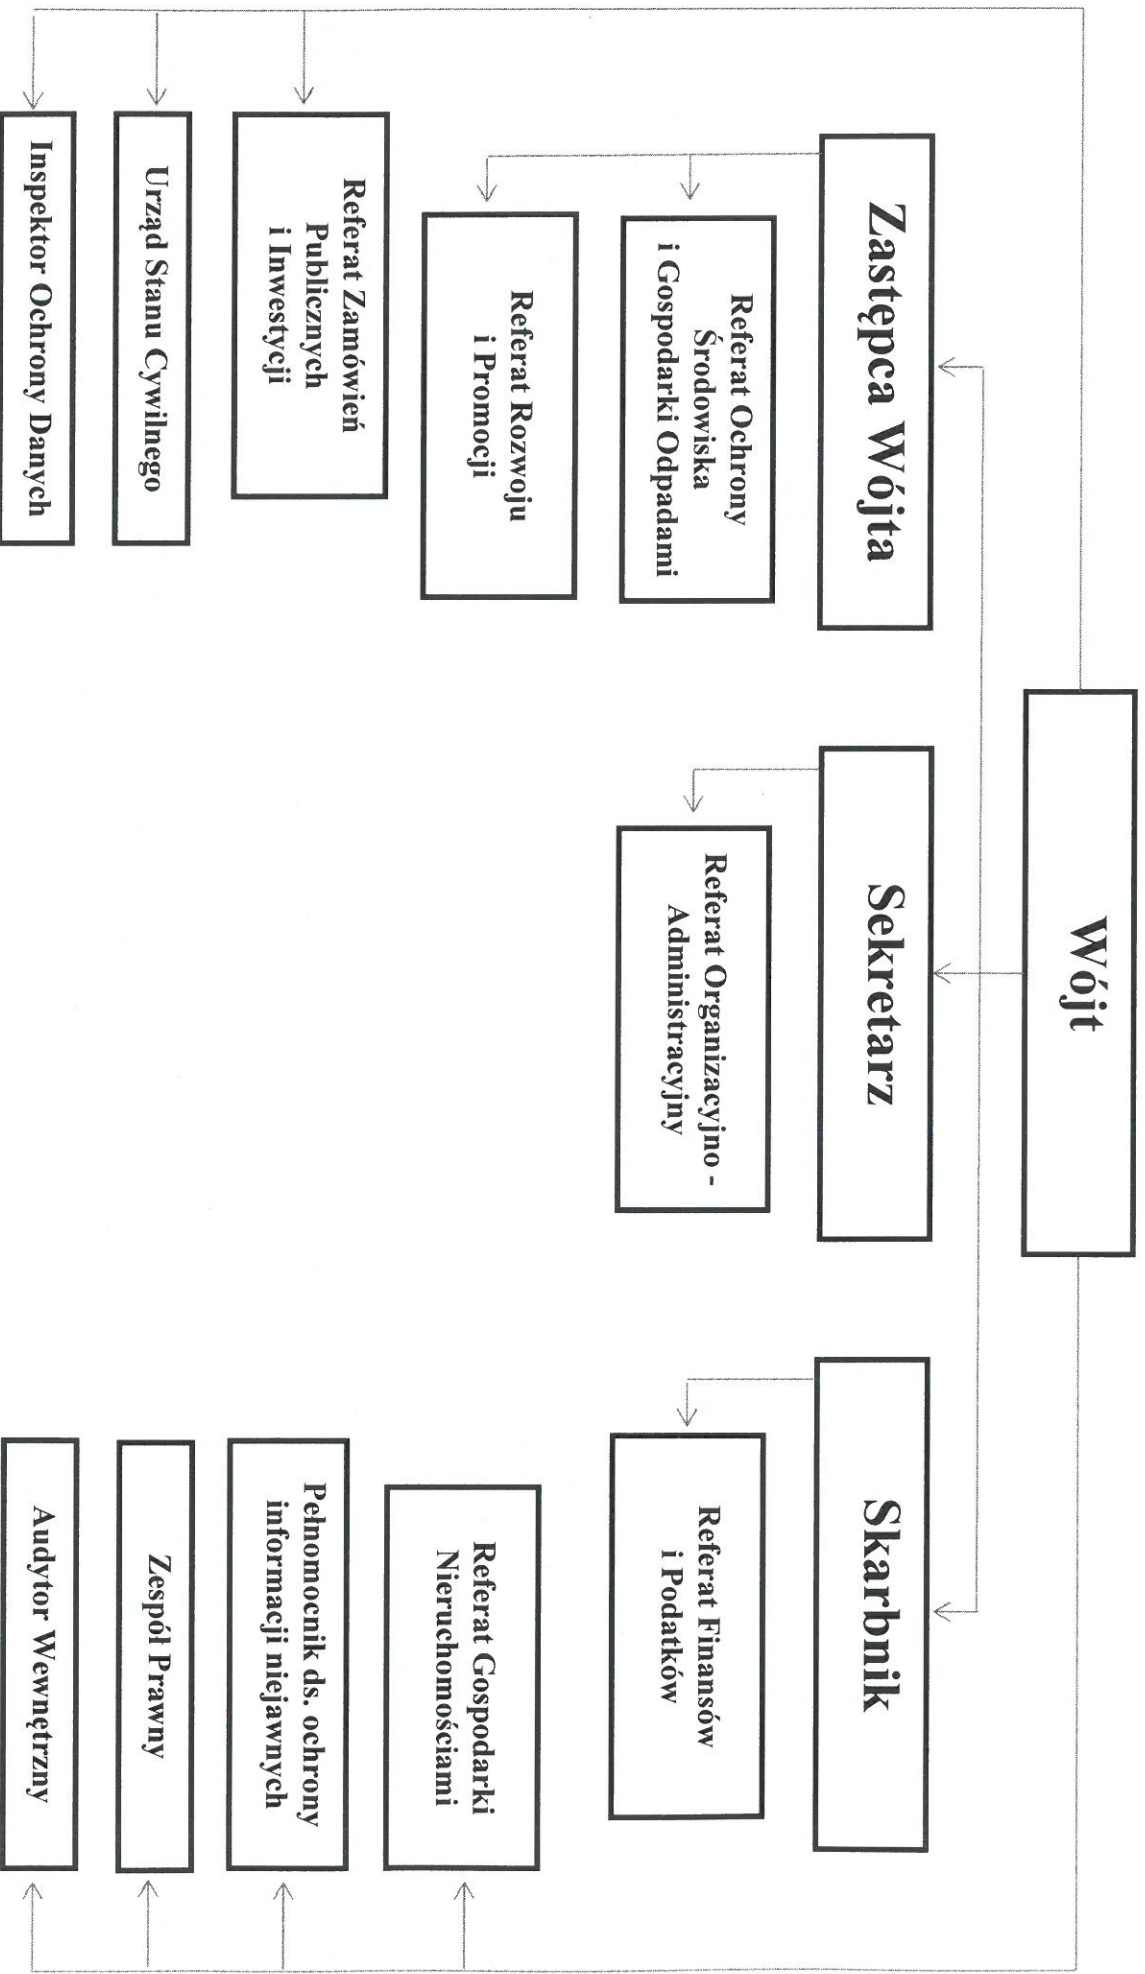 Wójt
Zastępca Wójta
Sekretarz
Skarbnik
Referat Ochrony
Środowiska
i Gospodarki Odpadami
Referat Rozwoju
i Promocji
Referat Zamówień
Publicznych
i Inwestycji
Urząd Stanu Cywilnego
Inspektor Ochrony Danych
Referat Organizacyjno -
Administracyjny
Referat Finansów
i Podatków
Referat Gospodarki
Nieruchomościami
Pełnomocnik ds. ochrony
informacji niejawnych
Zespół Prawny
Audytor Wewnętrzny